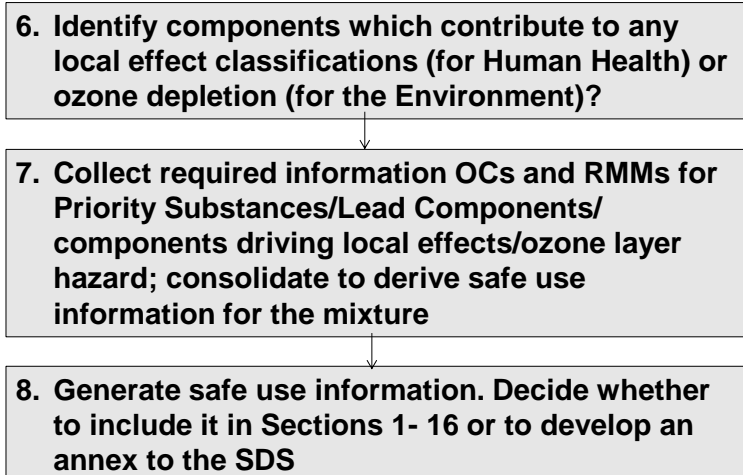 6. Identify components which contribute to any
local effect classifications (for Human Health) or
ozone depletion (for the Environment)?
7. Collect required information OCs and RMMs for
Priority Substances/Lead Components/
components driving local effects/ozone layer
hazard; consolidate to derive safe use
information for the mixture
8. Generate safe use information. Decide whether
to include it in Sections 1- 16 or to develop an
annex to the SDS